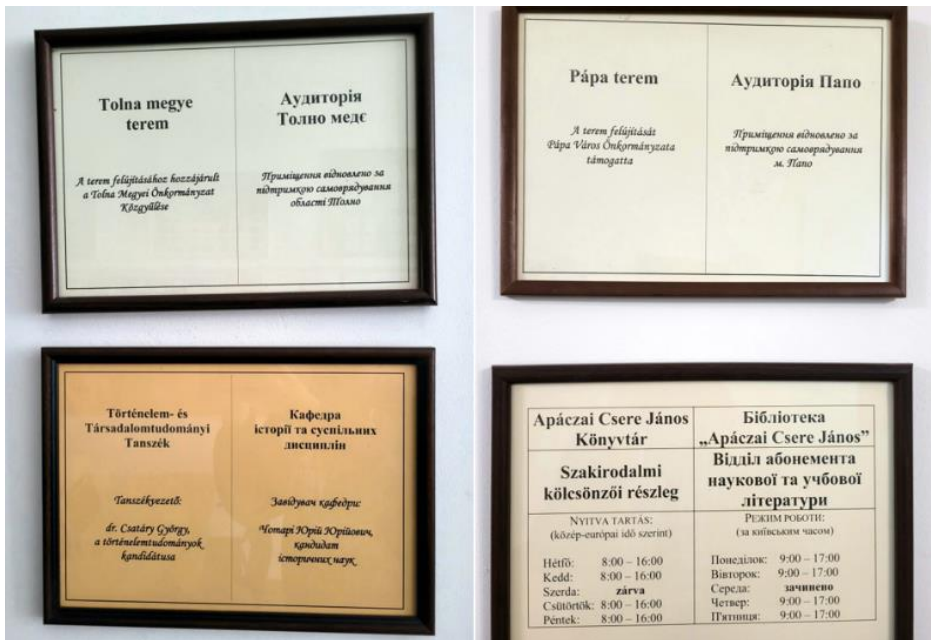 Tolna megye
terem
A terem felújításához hozzájárult
a Tolna Megyei Önkormányzat
Közgyűlése
Аудиторія
Толно медє
Приміщення відновлено за
підтримкою самоврядування
області Толно
Pápa terem
A terem felújítását
Pápa Város Önkormányzata
támogatta
Аудиторія Папо
Приміщення відновлено за
підтримкою самоврядування
м. Папо
Történelem- és
Társadalomtudományi
Tanszék
Tanszékvezető:
dr. Csatáry György,
a történelemtudományok
kandidátusa
Кафедра
історії та суспільних
дисциплін
Завідувач кафедри:
Чотарі Юрій Юрійович,
кандидат
історичних наук
Apáczai Csere János
Könyvtár
Бібліотека
„Apáczai Csere János”
Szakirodalmi
kölcsönzői részleg
Відділ абонемента
наукової та учбової
літератури
NYITVA TARTÁS:
(közép-európai idő szerint)
Hétfő: 8:00 – 16:00
Kedd: 8:00 – 16:00
Szerda: zárva
Csütörtök: 8:00 – 16:00
Péntek: 8:00 – 16:00
РЕЖИМ РОБОТИ:
(за київським часом)
Понеділок: 9:00 – 17:00
Вівторок: 9:00 – 17:00
Середа: зачинено
Четвер: 9:00 – 17:00
П'ятниця: 9:00 – 17:00